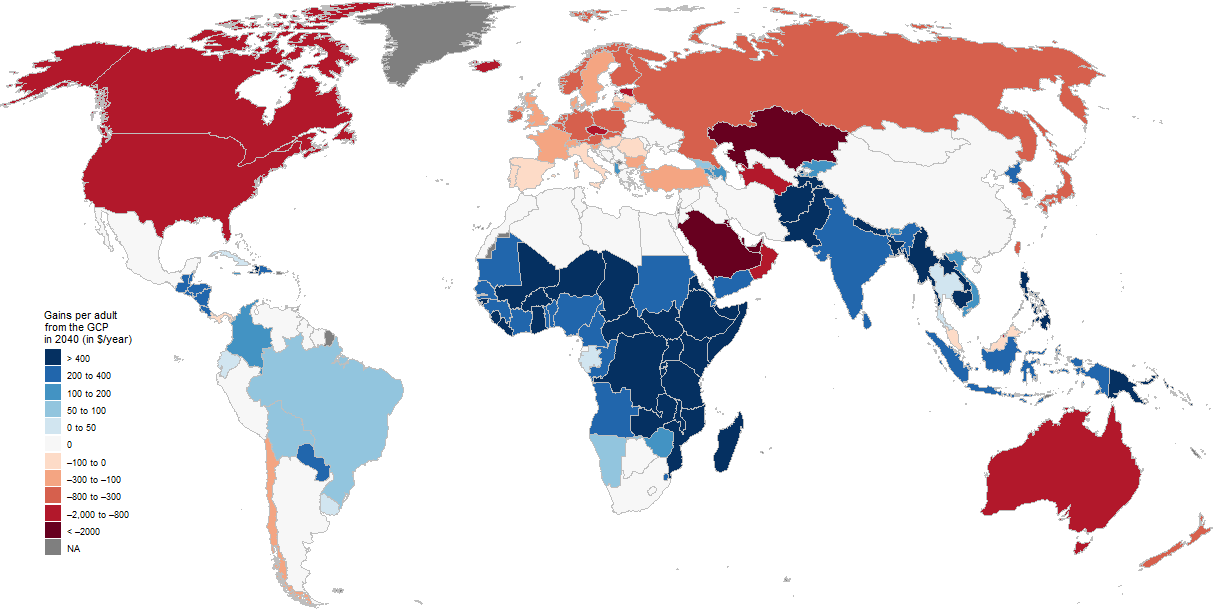 Gains per adult
from the GCP
in 2040 (in $/year)
> 400
200 to 400
100 to 200
50 to 100
0 to 50
0
–100 to 0
–300 to –100
–800 to –300
–2,000 to –800
< –2000
NA